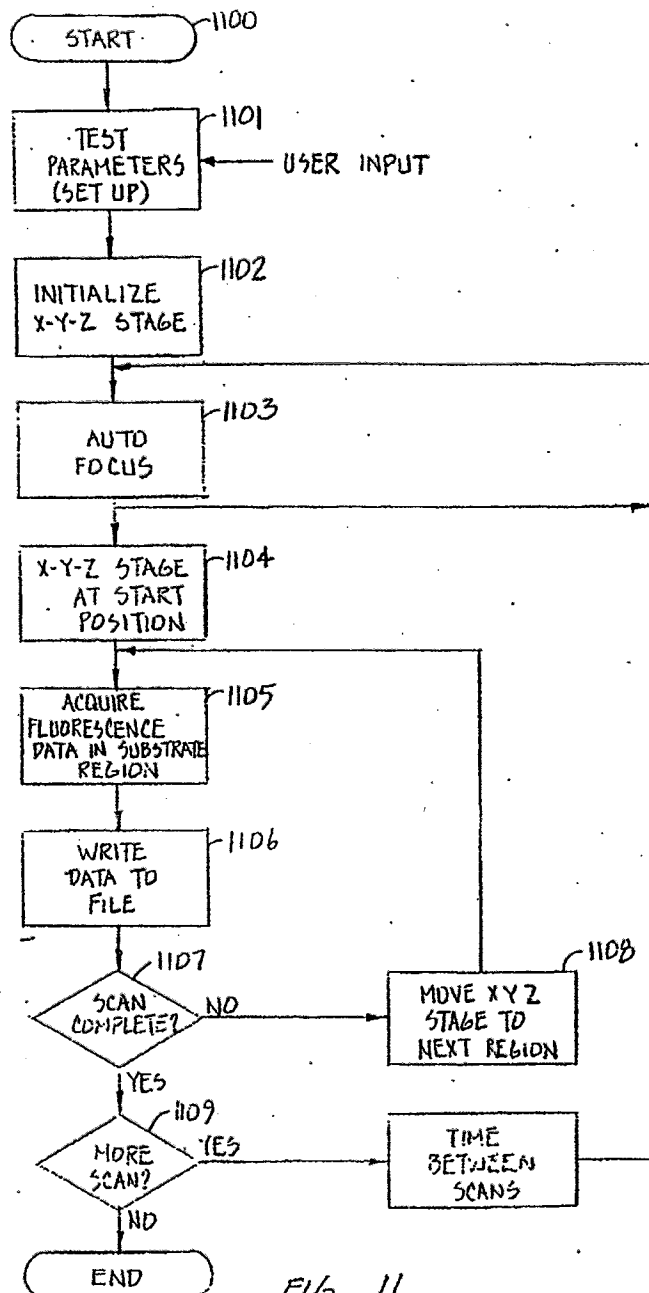 START
1100
1101
TEST
PARAMETERS
(SET UP)
USER INPUT
1102
INITIALIZE
X-Y-Z STAGE
1103
AUTO
FOCUS
1104
X-Y-Z STAGE
AT START
POSITION
1105
ACQUIRE
FLUORESCENCE
DATA IN SUBSTRATE
REGION
1106
WRITE
DATA TO
FILE
1107
SCAN
COMPLETE?
NO
1108
MOVE X Y Z
STAGE TO
NEXT REGION
YES
1109
MORE
SCAN?
YES
TIME
BETWEEN
SCANS
NO
END
FIG. 11